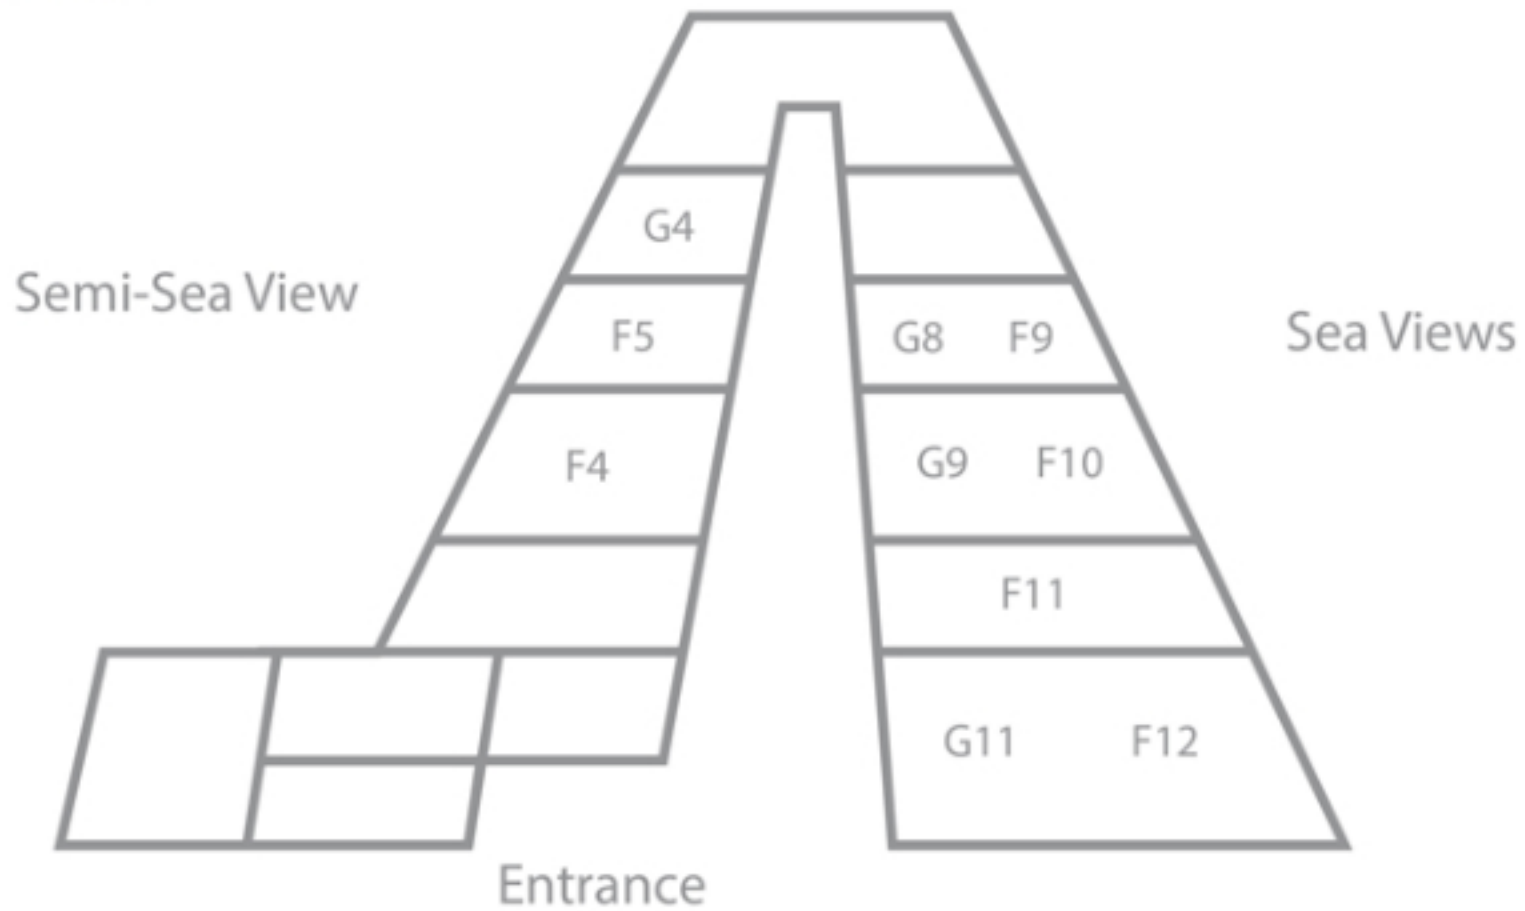 G4
Semi-Sea View
F5
G8 F9
Sea Views
F4
G9 F10
F11
G11 F12
Entrance